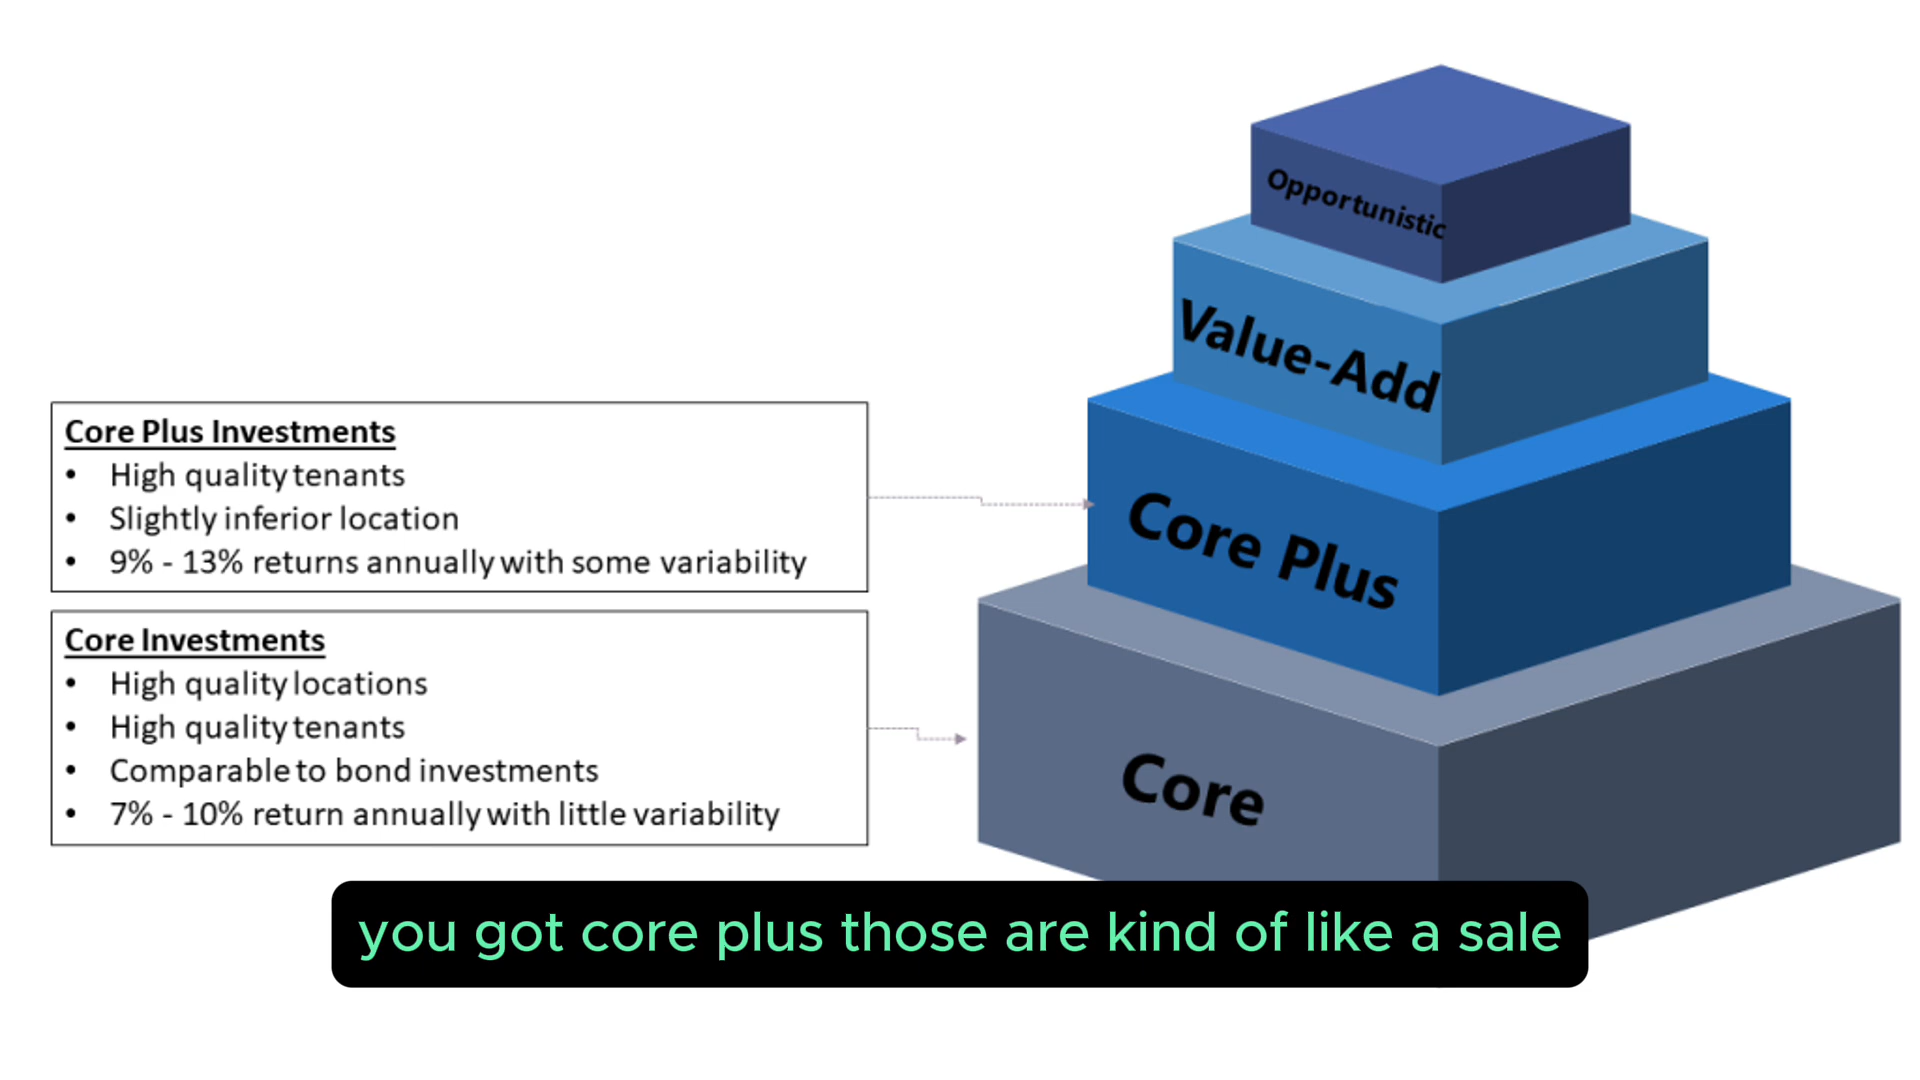 Opportunistic
Value-Add
Core Plus Investments
• High quality tenants
• Slightly inferior location
• 9% - 13% returns annually with some variability
Core Plus
Core Investments
• High quality locations
• High quality tenants
• Comparable to bond investments
• 7% - 10% return annually with little variability
Core
you got core plus those are kind of like a sale